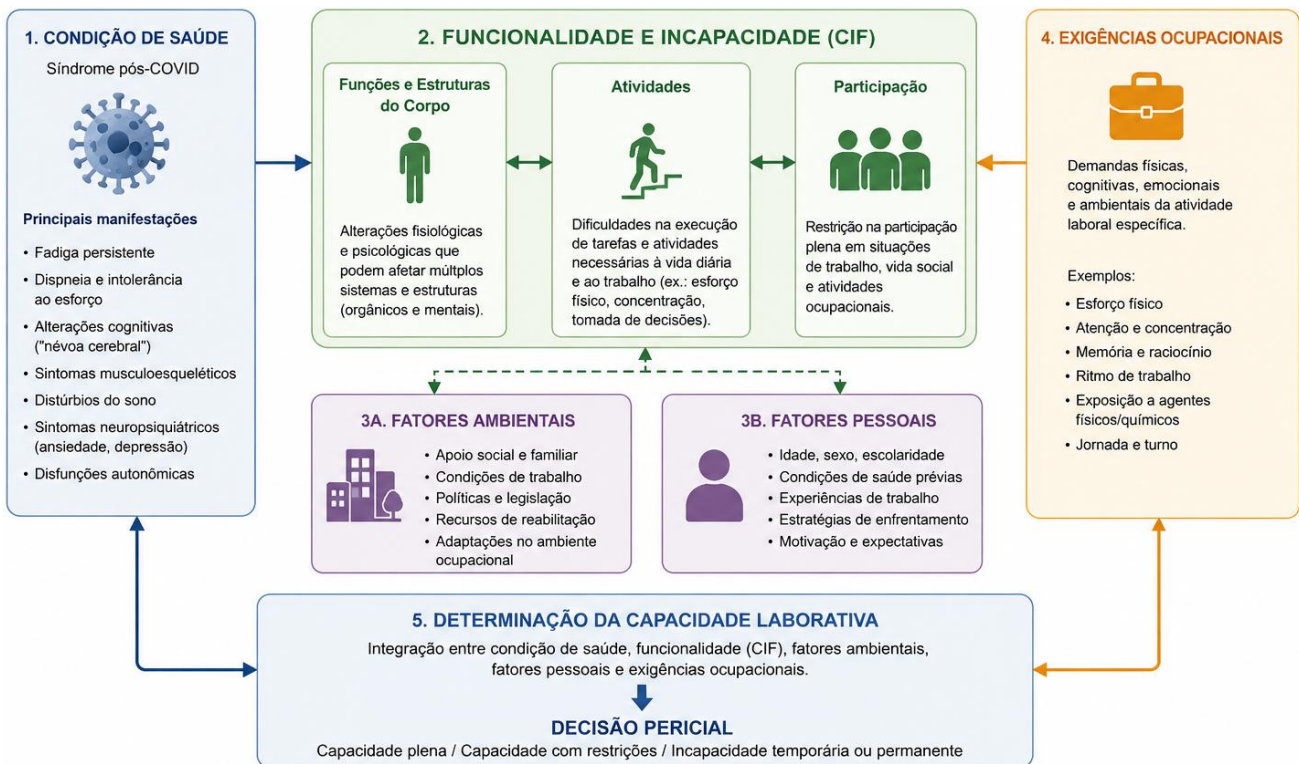 1. CONDIÇÃO DE SAÚDE
Síndrome pós-COVID
Principais manifestações
• Fadiga persistente
• Dispneia e intolerância
ao esforço
• Alterações cognitivas
("névoa cerebral")
• Sintomas musculoesqueléticos
• Distúrbios do sono
• Sintomas neuropsiquiátricos
(ansiedade, depressão)
• Disfunções autonômicas
2. FUNCIONALIDADE E INCAPACIDADE (CIF)
Funções e Estruturas
do Corpo
Alterações fisiológicas
e psicológicas que
podem afetar múltplos
sistemas e estruturas
(orgânicos e mentais).
Atividades
Dificuldades na execução
de tarefas e atividades
necessárias à vida diária
e ao trabalho (ex.: esforço
físico, concentração,
tomada de decisões).
Participação
Restrição na participação
plena em situações
de trabalho, vida social
e atividades
ocupacionais.
3A. FATORES AMBIENTAIS
• Apoio social e familiar
• Condições de trabalho
• Políticas e legislação
• Recursos de reabilitação
• Adaptações no ambiente
ocupacional
3B. FATORES PESSOAIS
• Idade, sexo, escolaridade
• Condições de saúde prévias
• Experiências de trabalho
• Estratégias de enfrentamento
• Motivação e expectativas
4. EXIGÊNCIAS OCUPACIONAIS
Demandas físicas,
cognitivas, emocionais
e ambientais da atividade
laboral específica.
Exemplos:
• Esforço físico
• Atenção e concentração
• Memória e raciocínio
• Ritmo de trabalho
• Exposição a agentes
físicos/químicos
• Jornada e turno
5. DETERMINAÇÃO DA CAPACIDADE LABORATIVA
Integração entre condição de saúde, funcionalidade (CIF), fatores ambientais,
fatores pessoais e exigências ocupacionais.
DECISÃO PERICIAL
Capacidade plena / Capacidade com restrições / Incapacidade temporária ou permanente